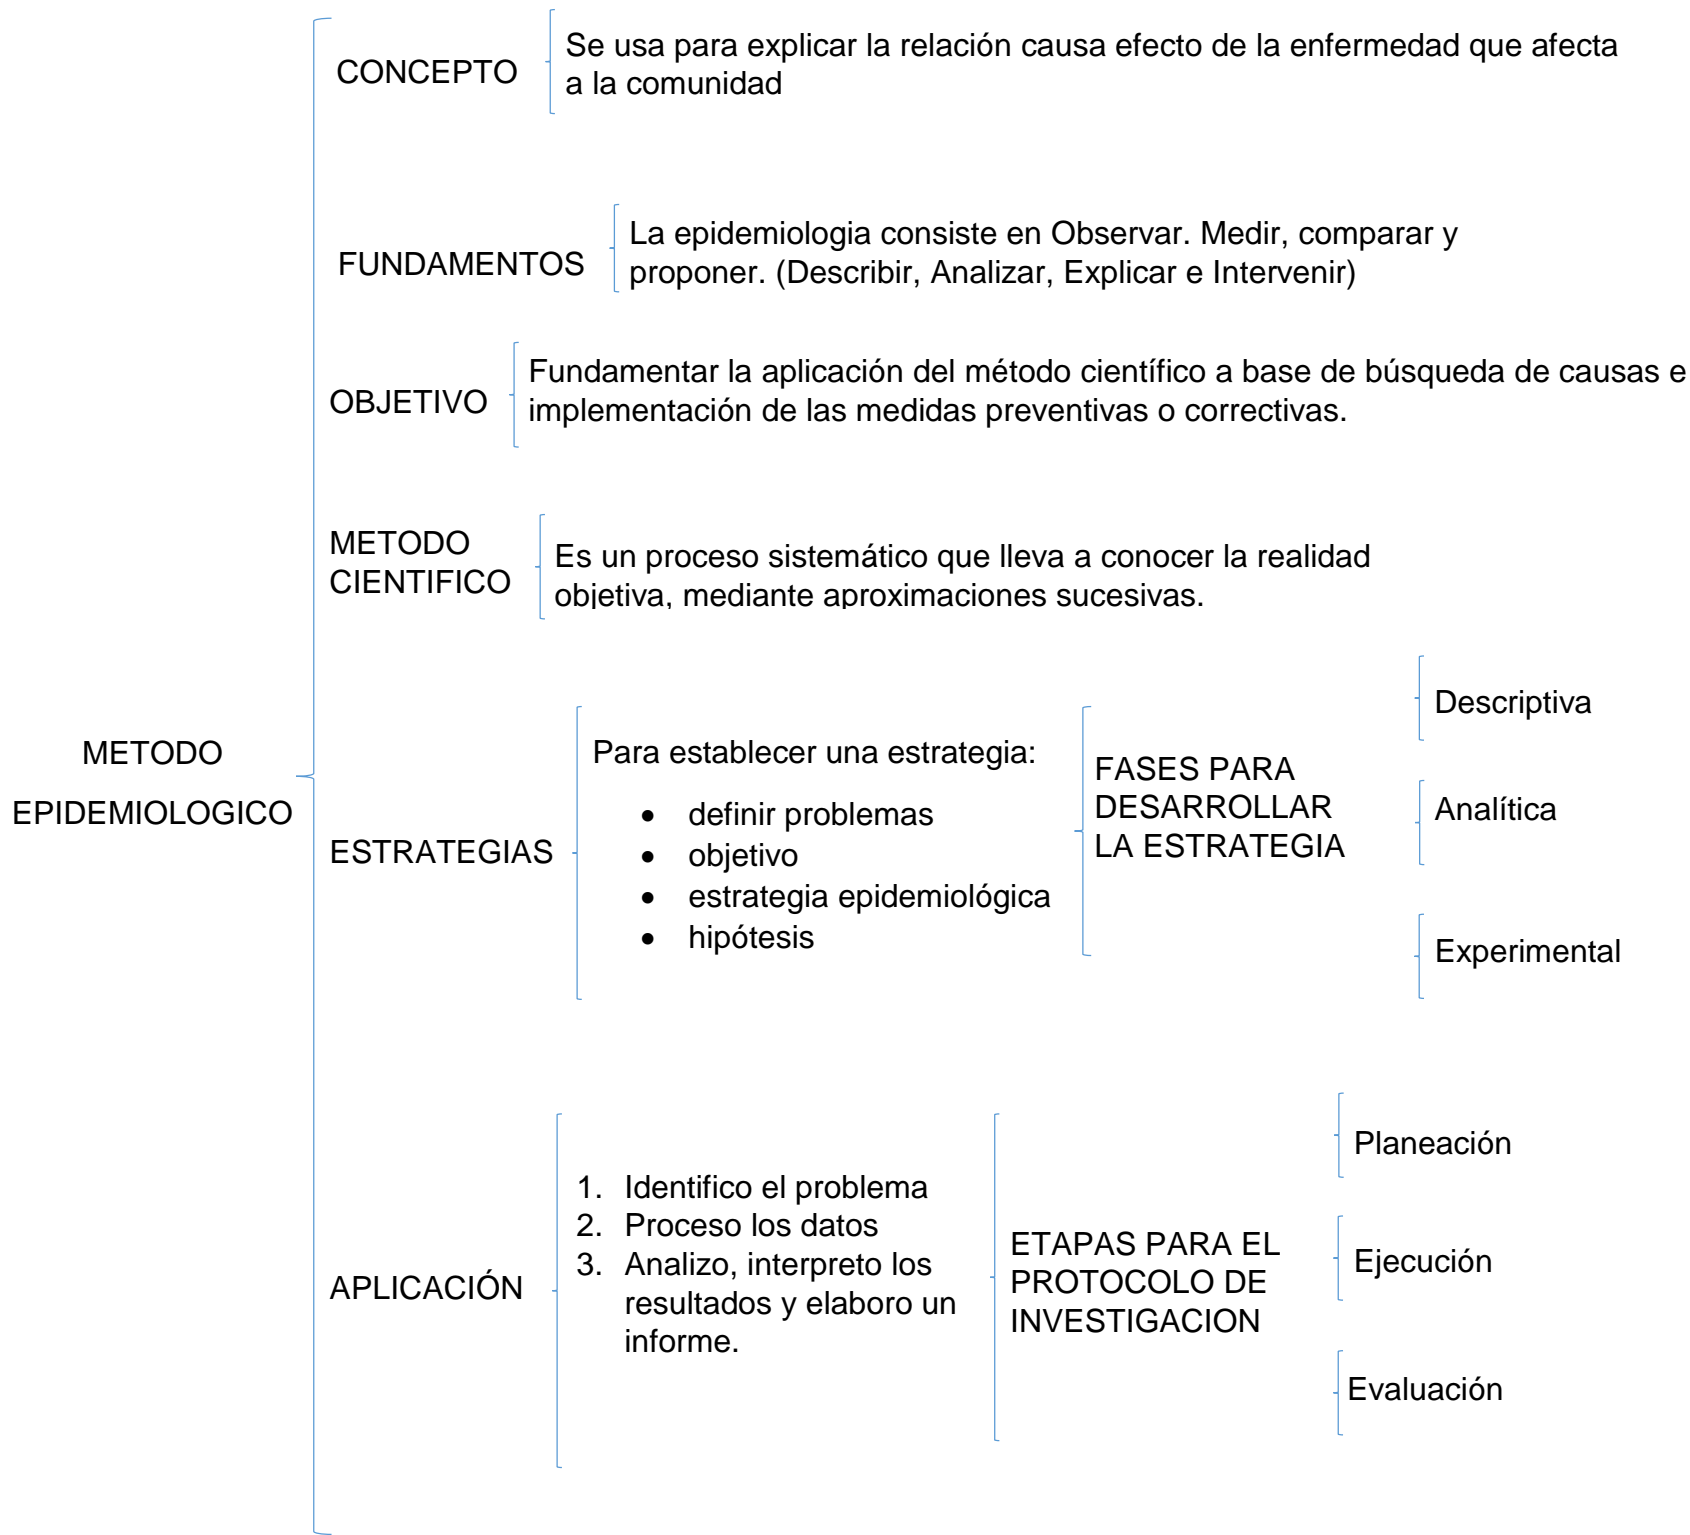 CONCEPTO
Se usa para explicar la relación causa efecto de la enfermedad que afecta
a la comunidad
FUNDAMENTOS
La epidemiologia consiste en Observar. Medir, comparar y
proponer. (Describir, Analizar, Explicar e Intervenir)
OBJETIVO
Fundamentar la aplicación del método científico a base de búsqueda de causas e
implementación de las medidas preventivas o correctivas.
METODO
CIENTIFICO
Es un proceso sistemático que lleva a conocer la realidad
objetiva, mediante aproximaciones sucesivas.
METODO
EPIDEMIOLOGICO
ESTRATEGIAS
Para establecer una estrategia:
• definir problemas
• objetivo
• estrategia epidemiológica
• hipótesis
FASES PARA
DESARROLLAR
LA ESTRATEGIA
Descriptiva
Analítica
Experimental
APLICACIÓN
1. Identifico el problema
2. Proceso los datos
3. Analizo, interpreto los
resultados y elaboro un
informe.
ETAPAS PARA EL
PROTOCOLO DE
INVESTIGACION
Planeación
Ejecución
Evaluación